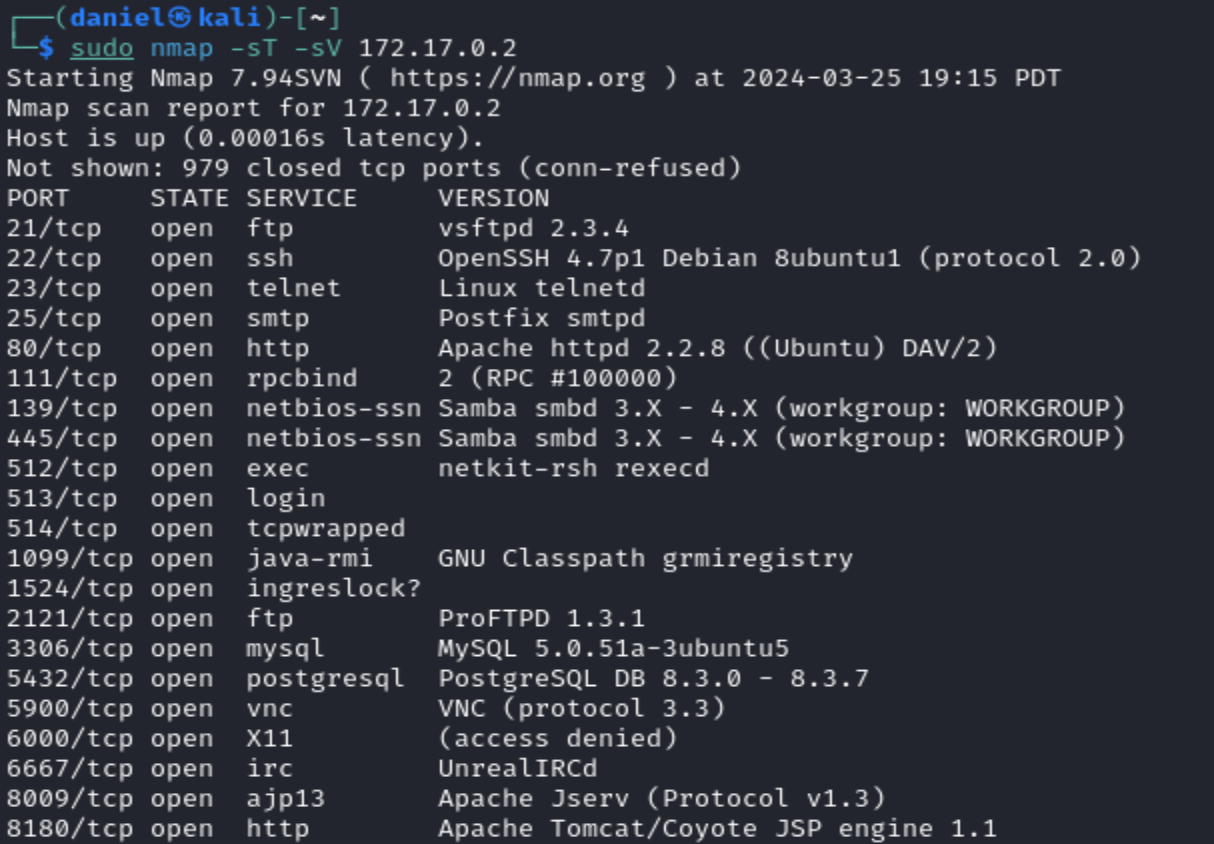 ┌──(daniel㉿kali)-[~]
└─$ sudo nmap -sT -sV 172.17.0.2
Starting Nmap 7.94SVN ( https://nmap.org ) at 2024-03-25 19:15 PDT
Nmap scan report for 172.17.0.2
Host is up (0.00016s latency).
Not shown: 979 closed tcp ports (conn-refused)
PORT     STATE SERVICE     VERSION
21/tcp   open  ftp         vsftpd 2.3.4
22/tcp   open  ssh         OpenSSH 4.7p1 Debian 8ubuntu1 (protocol 2.0)
23/tcp   open  telnet      Linux telnetd
25/tcp   open  smtp        Postfix smtpd
80/tcp   open  http        Apache httpd 2.2.8 ((Ubuntu) DAV/2)
111/tcp  open  rpcbind     2 (RPC #100000)
139/tcp  open  netbios-ssn Samba smbd 3.X - 4.X (workgroup: WORKGROUP)
445/tcp  open  netbios-ssn Samba smbd 3.X - 4.X (workgroup: WORKGROUP)
512/tcp  open  exec        netkit-rsh rexecd
513/tcp  open  login
514/tcp  open  tcpwrapped
1099/tcp open  java-rmi    GNU Classpath grmiregistry
1524/tcp open  ingreslock?
2121/tcp open  ftp         ProFTPD 1.3.1
3306/tcp open  mysql       MySQL 5.0.51a-3ubuntu5
5432/tcp open  postgresql  PostgreSQL DB 8.3.0 - 8.3.7
5900/tcp open  vnc         VNC (protocol 3.3)
6000/tcp open  X11         (access denied)
6667/tcp open  irc         UnrealIRCd
8009/tcp open  ajp13       Apache Jserv (Protocol v1.3)
8180/tcp open  http        Apache Tomcat/Coyote JSP engine 1.1